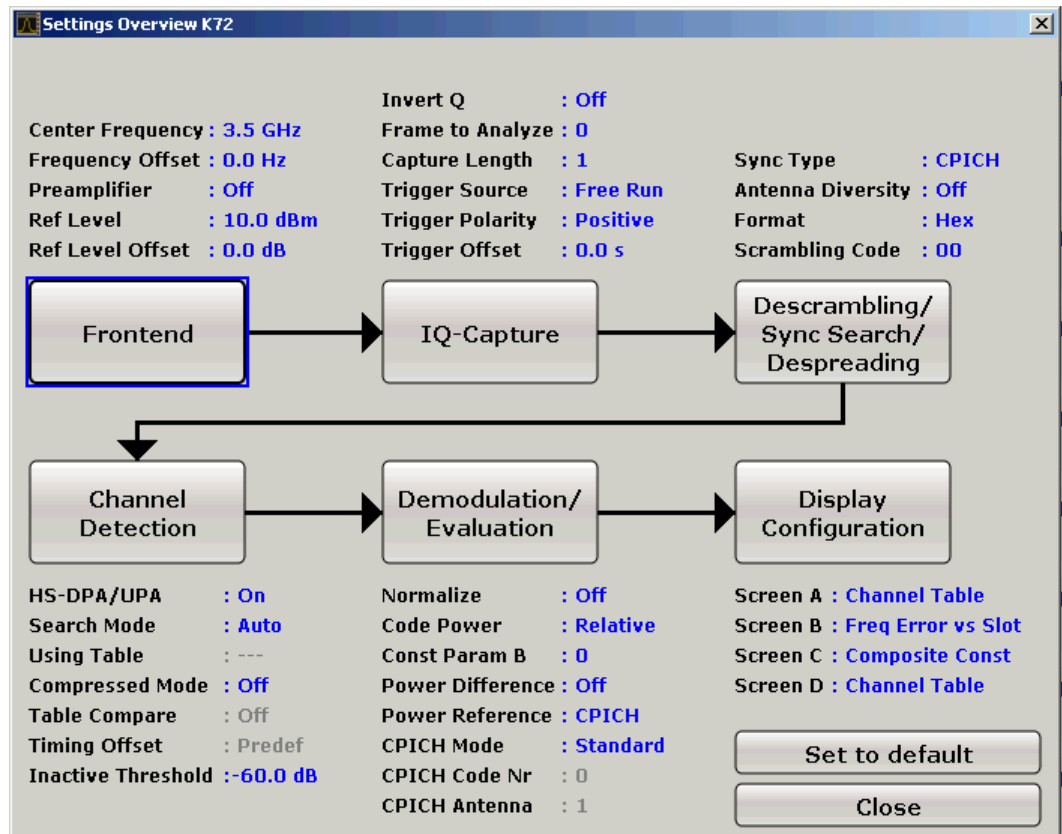 Settings Overview K72
Center Frequency : 3.5 GHz
Frequency Offset : 0.0 Hz
Preamplifier : Off
Ref Level : 10.0 dBm
Ref Level Offset : 0.0 dB
Invert Q : Off
Frame to Analyze : 0
Capture Length : 1
Trigger Source : Free Run
Trigger Polarity : Positive
Trigger Offset : 0.0 s
Sync Type : CPICH
Antenna Diversity : Off
Format : Hex
Scrambling Code : 00
Frontend
IQ-Capture
Descrambling/
Sync Search/
Despreading
Channel
Detection
Demodulation/
Evaluation
Display
Configuration
HS-DPA/UPA : On
Search Mode : Auto
Using Table : ---
Compressed Mode : Off
Table Compare : Off
Timing Offset : Predef
Inactive Threshold :-60.0 dB
Normalize : Off
Code Power : Relative
Const Param B : 0
Power Difference : Off
Power Reference : CPICH
CPICH Mode : Standard
CPICH Code Nr : 0
CPICH Antenna : 1
Screen A : Channel Table
Screen B : Freq Error vs Slot
Screen C : Composite Const
Screen D : Channel Table
Set to default
Close